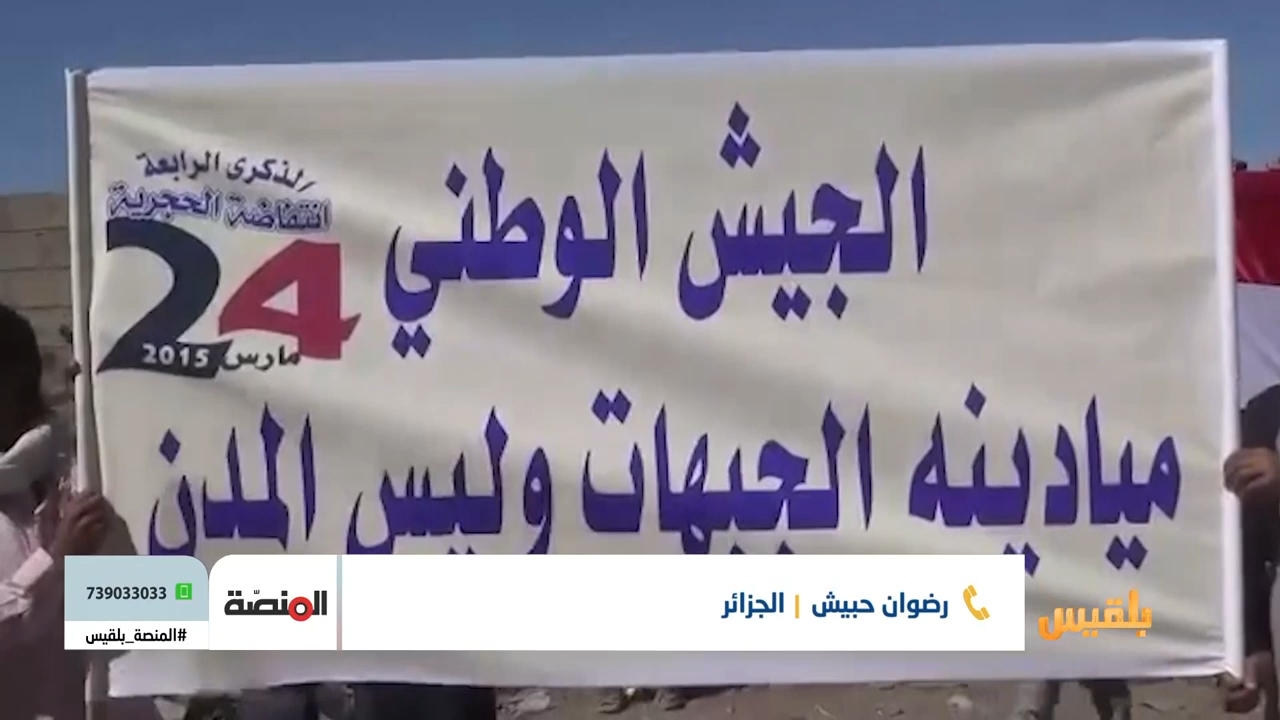 الجيش الوطني
ميادينه الجبهات وليس المدن
الذكرى الرابعة
انتفاضة الحجرية
24
مارس 2015
رضوان حبيش | الجزائر
المنصّة
739033033
#المنصة_بلقيس
بلقيس